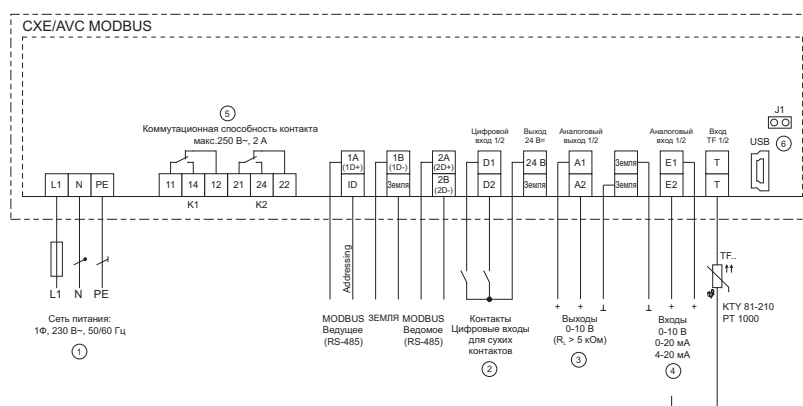 CXE/AVC MODBUS
5
Коммутационная способность контакта
макс.250 В~, 2 А
Цифровой
вход 1/2
Выход
24 В=
Аналоговый
выход 1/2
Аналоговый
вход 1/2
Вход
TF 1/2
J1
USB 6
L1 N PE
11 14 12 21 24 22
K1 K2
1A
(1D+)
ID
1B
(1D-)
Земля
2A
(2D+)
2B
(2D-)
D1
D2
24 В
Земля
A1
A2
Земля
Земля
E1
E2
T
T
Addressing
TF..
KTY 81-210
PT 1000
L1 N PE
+ + ⊥ ⊥ + +
Сеть питания:
1Ф, 230 В~, 50/60 Гц
1
MODBUS
Ведущее
(RS-485)
ЗЕМЛЯ
MODBUS
Ведомое
(RS-485)
Контакты
Цифровые входы
для сухих
контактов
2
Выходы
0-10 В
(RL > 5 кОм)
3
Входы
0-10 В
0-20 мА
4-20 мА
4